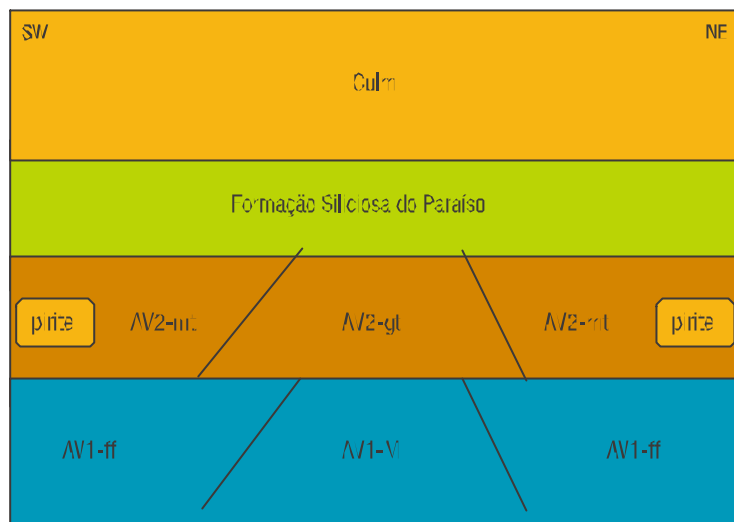 SW NE
Culm
Formação Siliciosa do Paraíso
pirite AV2-mt AV2-gt AV2-mt pirite
AV1-ff AV1-Vi AV1-ff